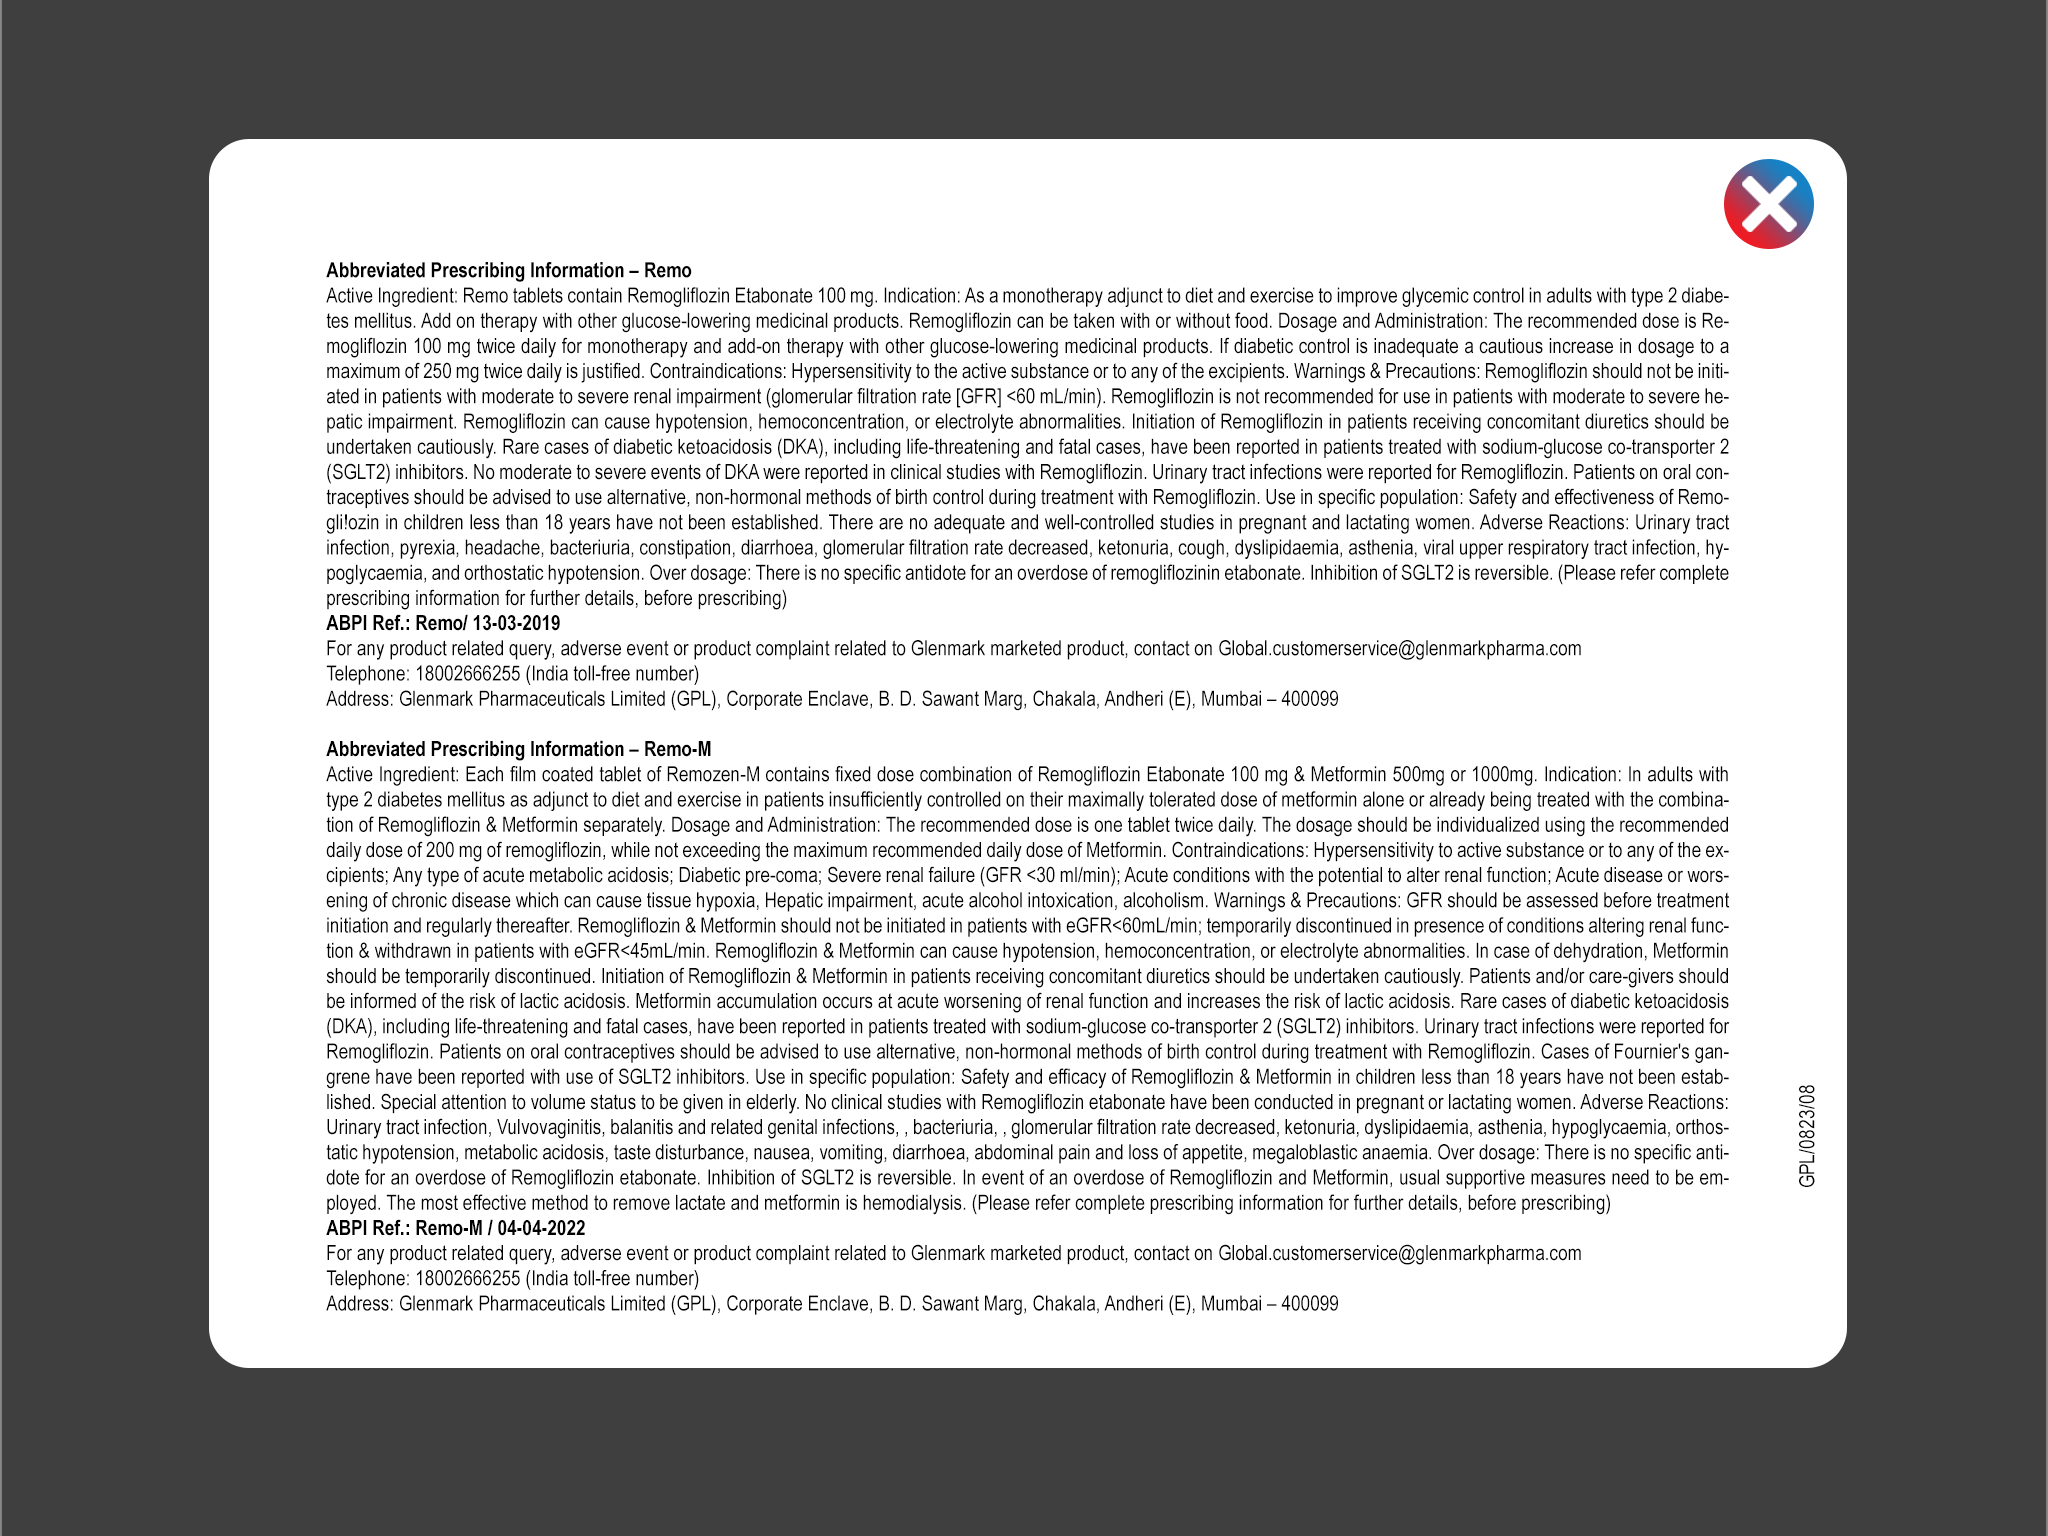 Abbreviated Prescribing Information – Remo
Active Ingredient: Remo tablets contain Remogliflozin Etabonate 100 mg. Indication: As a monotherapy adjunct to diet and exercise to improve glycemic control in adults with type 2 diabe-
tes mellitus. Add on therapy with other glucose-lowering medicinal products. Remogliflozin can be taken with or without food. Dosage and Administration: The recommended dose is Re-
mogliflozin 100 mg twice daily for monotherapy and add-on therapy with other glucose-lowering medicinal products. If diabetic control is inadequate a cautious increase in dosage to a
maximum of 250 mg twice daily is justified. Contraindications: Hypersensitivity to the active substance or to any of the excipients. Warnings & Precautions: Remogliflozin should not be initi-
ated in patients with moderate to severe renal impairment (glomerular filtration rate [GFR] <60 mL/min). Remogliflozin is not recommended for use in patients with moderate to severe he-
patic impairment. Remogliflozin can cause hypotension, hemoconcentration, or electrolyte abnormalities. Initiation of Remogliflozin in patients receiving concomitant diuretics should be
undertaken cautiously. Rare cases of diabetic ketoacidosis (DKA), including life-threatening and fatal cases, have been reported in patients treated with sodium-glucose co-transporter 2
(SGLT2) inhibitors. No moderate to severe events of DKA were reported in clinical studies with Remogliflozin. Urinary tract infections were reported for Remogliflozin. Patients on oral con-
traceptives should be advised to use alternative, non-hormonal methods of birth control during treatment with Remogliflozin. Use in specific population: Safety and effectiveness of Remo-
gli!ozin in children less than 18 years have not been established. There are no adequate and well-controlled studies in pregnant and lactating women. Adverse Reactions: Urinary tract
infection, pyrexia, headache, bacteriuria, constipation, diarrhoea, glomerular filtration rate decreased, ketonuria, cough, dyslipidaemia, asthenia, viral upper respiratory tract infection, hy-
poglycaemia, and orthostatic hypotension. Over dosage: There is no specific antidote for an overdose of remogliflozinin etabonate. Inhibition of SGLT2 is reversible. (Please refer complete
prescribing information for further details, before prescribing)
ABPI Ref.: Remo/ 13-03-2019
For any product related query, adverse event or product complaint related to Glenmark marketed product, contact on Global.customerservice@glenmarkpharma.com
Telephone: 18002666255 (India toll-free number)
Address: Glenmark Pharmaceuticals Limited (GPL), Corporate Enclave, B. D. Sawant Marg, Chakala, Andheri (E), Mumbai – 400099
Abbreviated Prescribing Information – Remo-M
Active Ingredient: Each film coated tablet of Remozen-M contains fixed dose combination of Remogliflozin Etabonate 100 mg & Metformin 500mg or 1000mg. Indication: In adults with
type 2 diabetes mellitus as adjunct to diet and exercise in patients insufficiently controlled on their maximally tolerated dose of metformin alone or already being treated with the combina-
tion of Remogliflozin & Metformin separately. Dosage and Administration: The recommended dose is one tablet twice daily. The dosage should be individualized using the recommended
daily dose of 200 mg of remogliflozin, while not exceeding the maximum recommended daily dose of Metformin. Contraindications: Hypersensitivity to active substance or to any of the ex-
cipients; Any type of acute metabolic acidosis; Diabetic pre-coma; Severe renal failure (GFR <30 ml/min); Acute conditions with the potential to alter renal function; Acute disease or wors-
ening of chronic disease which can cause tissue hypoxia, Hepatic impairment, acute alcohol intoxication, alcoholism. Warnings & Precautions: GFR should be assessed before treatment
initiation and regularly thereafter. Remogliflozin & Metformin should not be initiated in patients with eGFR<60mL/min; temporarily discontinued in presence of conditions altering renal func-
tion & withdrawn in patients with eGFR<45mL/min. Remogliflozin & Metformin can cause hypotension, hemoconcentration, or electrolyte abnormalities. In case of dehydration, Metformin
should be temporarily discontinued. Initiation of Remogliflozin & Metformin in patients receiving concomitant diuretics should be undertaken cautiously. Patients and/or care-givers should
be informed of the risk of lactic acidosis. Metformin accumulation occurs at acute worsening of renal function and increases the risk of lactic acidosis. Rare cases of diabetic ketoacidosis
(DKA), including life-threatening and fatal cases, have been reported in patients treated with sodium-glucose co-transporter 2 (SGLT2) inhibitors. Urinary tract infections were reported for
Remogliflozin. Patients on oral contraceptives should be advised to use alternative, non-hormonal methods of birth control during treatment with Remogliflozin. Cases of Fournier's gan-
grene have been reported with use of SGLT2 inhibitors. Use in specific population: Safety and efficacy of Remogliflozin & Metformin in children less than 18 years have not been estab-
lished. Special attention to volume status to be given in elderly. No clinical studies with Remogliflozin etabonate have been conducted in pregnant or lactating women. Adverse Reactions:
Urinary tract infection, Vulvovaginitis, balanitis and related genital infections, , bacteriuria, , glomerular filtration rate decreased, ketonuria, dyslipidaemia, asthenia, hypoglycaemia, orthos-
tatic hypotension, metabolic acidosis, taste disturbance, nausea, vomiting, diarrhoea, abdominal pain and loss of appetite, megaloblastic anaemia. Over dosage: There is no specific anti-
dote for an overdose of Remogliflozin etabonate. Inhibition of SGLT2 is reversible. In event of an overdose of Remogliflozin and Metformin, usual supportive measures need to be em-
ployed. The most effective method to remove lactate and metformin is hemodialysis. (Please refer complete prescribing information for further details, before prescribing)
ABPI Ref.: Remo-M / 04-04-2022
For any product related query, adverse event or product complaint related to Glenmark marketed product, contact on Global.customerservice@glenmarkpharma.com
Telephone: 18002666255 (India toll-free number)
Address: Glenmark Pharmaceuticals Limited (GPL), Corporate Enclave, B. D. Sawant Marg, Chakala, Andheri (E), Mumbai – 400099
GPL/0823/08